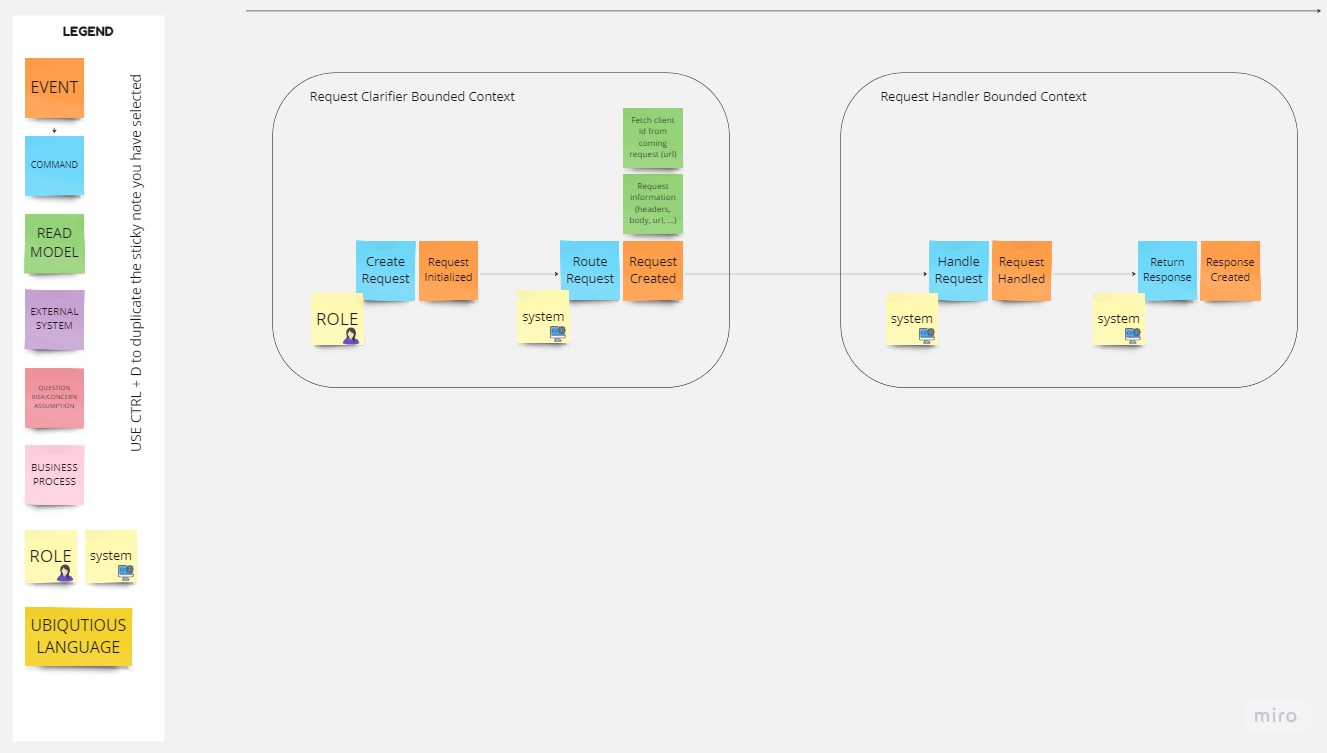 LEGEND
EVENT
COMMAND
READ
MODEL
EXTERNAL
SYSTEM
QUESTION
RISK/CONCERN
ASSUMPTION
BUSINESS
PROCESS
ROLE
system
UBIQUTIOUS
LANGUAGE
USE CTRL + D to duplicate the sticky note you have selected
Request Clarifier Bounded Context
Fetch client
id from
coming
request (url)
Request
information
(headers,
body, url, ...)
Create
Request
Request
Initialized
ROLE
Route
Request
Request
Created
system
Request Handler Bounded Context
Handle
Request
Request
Handled
system
Return
Response
Response
Created
system
miro